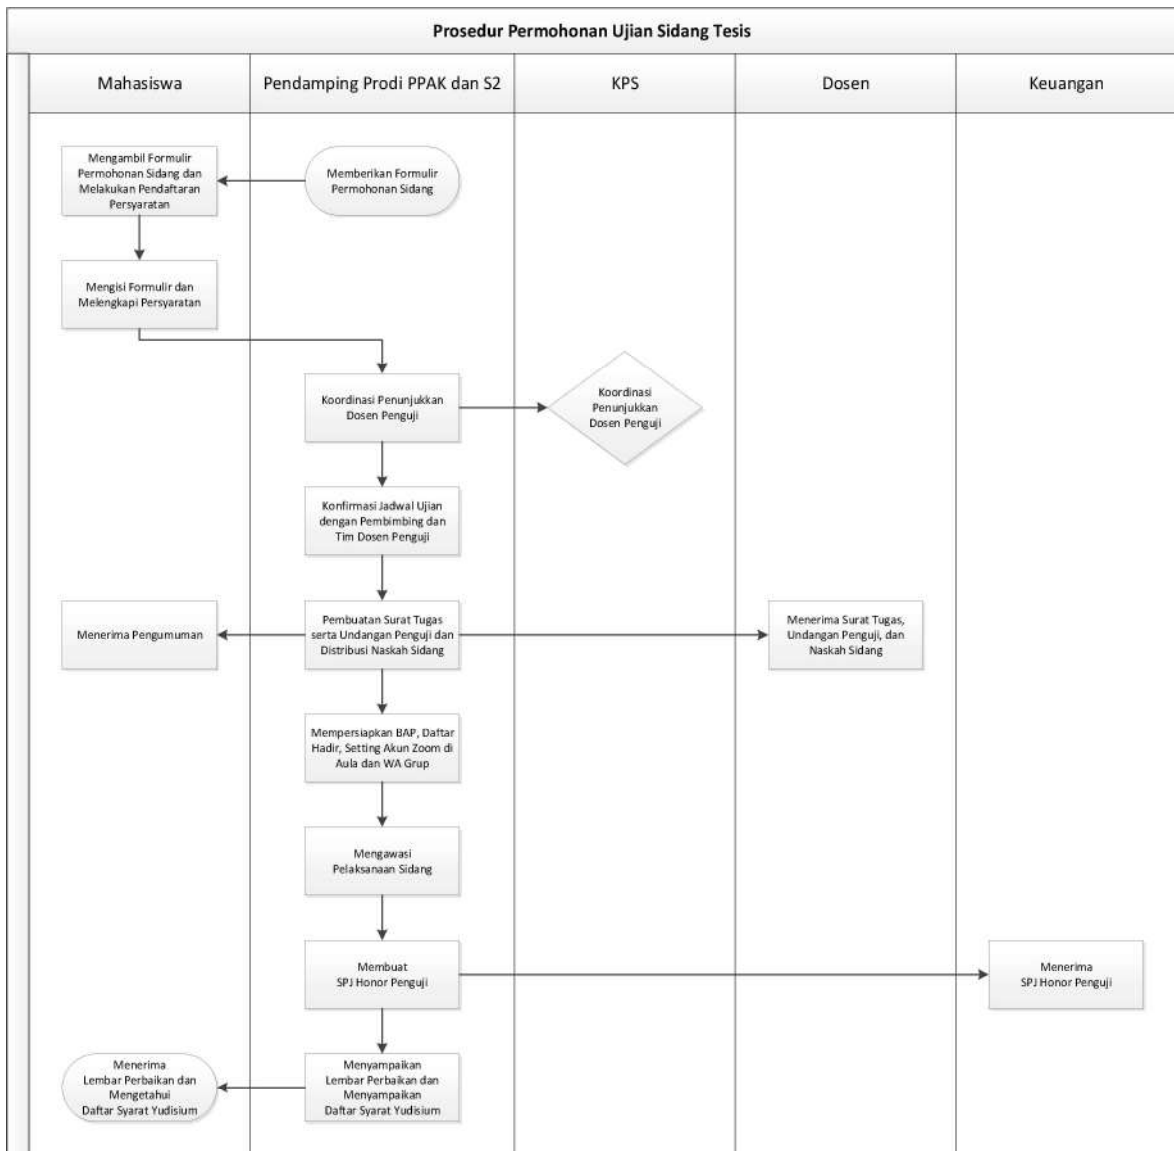 Prosedur Permohonan Ujian Sidang Tesis
Mahasiswa
Pendamping Prodi PPAK dan S2
KPS
Dosen
Keuangan
Mengambil Formulir
Permohonan Sidang dan
Melakukan Pendaftaran
Persyaratan
Memberikan Formulir
Permohonan Sidang
Mengisi Formulir dan
Melengkapi Persyaratan
Koordinasi Penunjukkan
Dosen Penguji
Koordinasi
Penunjukkan
Dosen Penguji
Konfirmasi Jadwal Ujian
dengan Pembimbing dan
Tim Dosen Penguji
Menerima Pengumuman
Pembuatan Surat Tugas
serta Undangan Penguji dan
Distribusi Naskah Sidang
Menerima Surat Tugas,
Undangan Penguji, dan
Naskah Sidang
Mempersiapkan BAP, Daftar
Hadir, Setting Akun Zoom di
Aula dan WA Grup
Mengawasi
Pelaksanaan Sidang
Membuat
SPJ Honor Penguji
Menerima
SPJ Honor Penguji
Menerima
Lembar Perbaikan dan
Mengetahui
Daftar Syarat Yudisium
Menyampaikan
Lembar Perbaikan dan
Menyampaikan
Daftar Syarat Yudisium